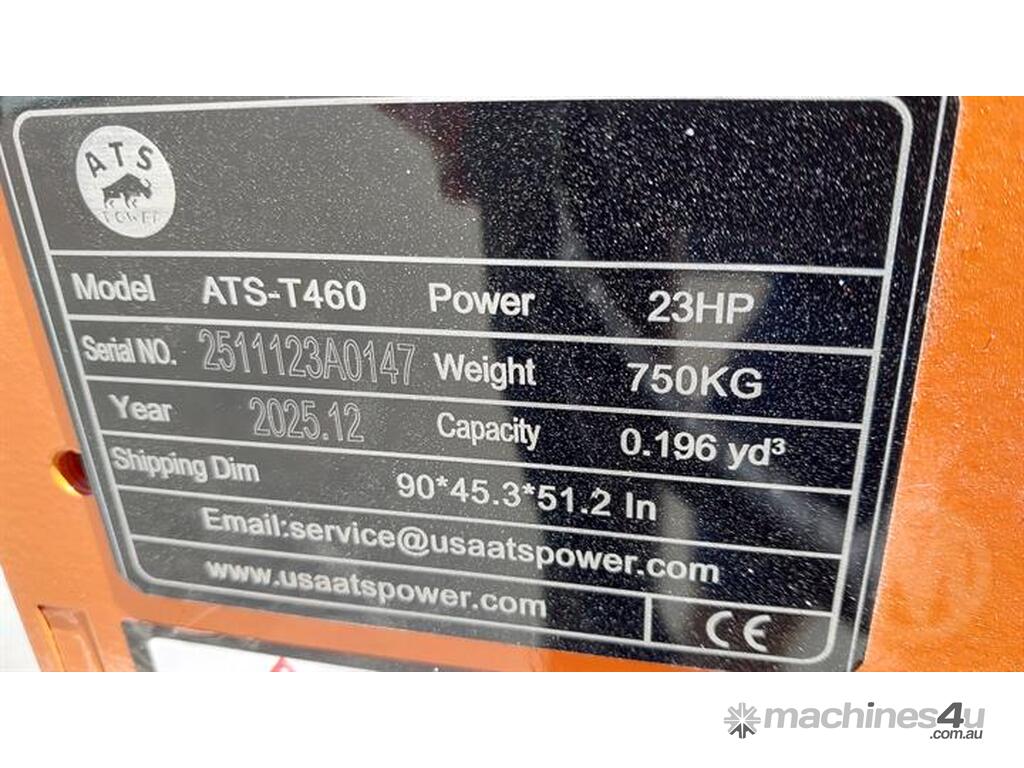 ATS
POWER
Model ATS-T460 Power 23HP
Serial NO. 2511123A0147 Weight 750KG
Year 2025.12 Capacity 0.196 yd³
Shipping Dim 90*45.3*51.2 In
Email:service@usaatspower.com
www.usaatspower.com CE
machines4u
.com.au